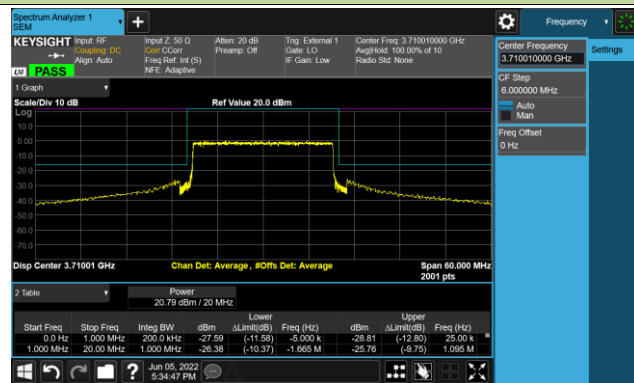 Spectrum Analyzer 1
SEM
+
Frequency
KEYSIGHT
Input: RF
Coupling: DC
Align: Auto
Input Z: 50 Ω
Corr CCorr
Freq Ref: Int (S)
NFE: Adaptive
Atten: 20 dB
Preamp: Off
Trig: External 1
Gate: LO
IF Gain: Low
Center Freq: 3.710010000 GHz
Avg|Hold: 100.00% of 10
Radio Std: None
LXI PASS
Center Frequency
3.710010000 GHz
Settings
CF Step
6.000000 MHz
Auto
Man
Freq Offset
0 Hz
1 Graph
Scale/Div 10 dB
Ref Value 20.0 dBm
Log
10.0
0.00
-10.0
-20.0
-30.0
-40.0
-50.0
-60.0
-70.0
Disp Center 3.71001 GHz
Chan Det: Average, #Offs Det: Average
Span 60.000 MHz
2001 pts
2 Table
Power
20.79 dBm / 20 MHz
Lower Upper
Start Freq Stop Freq Integ BW dBm ΔLimit(dB) Freq (Hz) dBm ΔLimit(dB) Freq (Hz)
0.0 Hz 1.000 MHz 200.0 kHz -27.59 (-11.58) -5.000 k -28.81 (-12.80) 25.00 k
1.000 MHz 20.00 MHz 1.000 MHz -26.38 (-10.37) -1.665 M -25.76 (-9.75) 1.095 M
?
Jun 05, 2022
5:34:47 PM